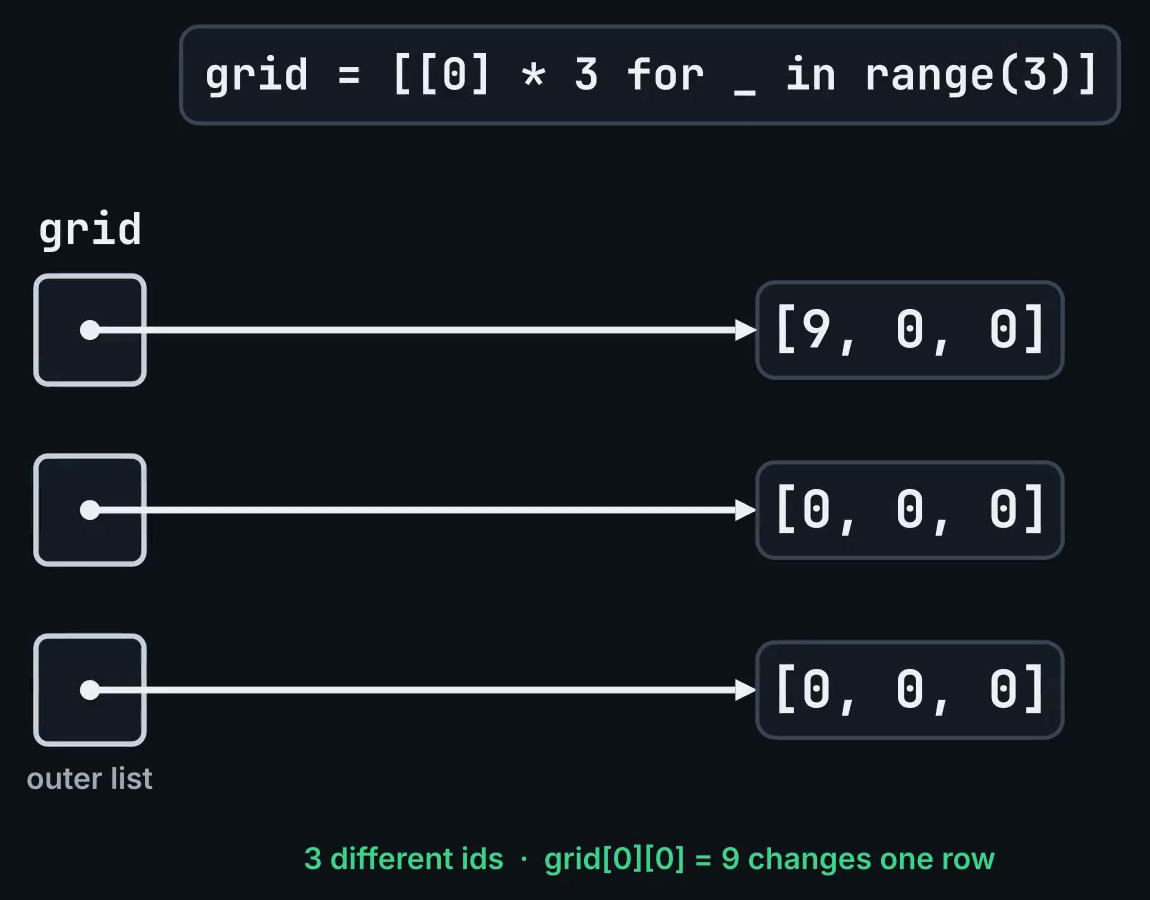 grid = [[0] * 3 for _ in range(3)]
grid
[9, 0, 0]
[0, 0, 0]
[0, 0, 0]
outer list
3 different ids · grid[0][0] = 9 changes one row